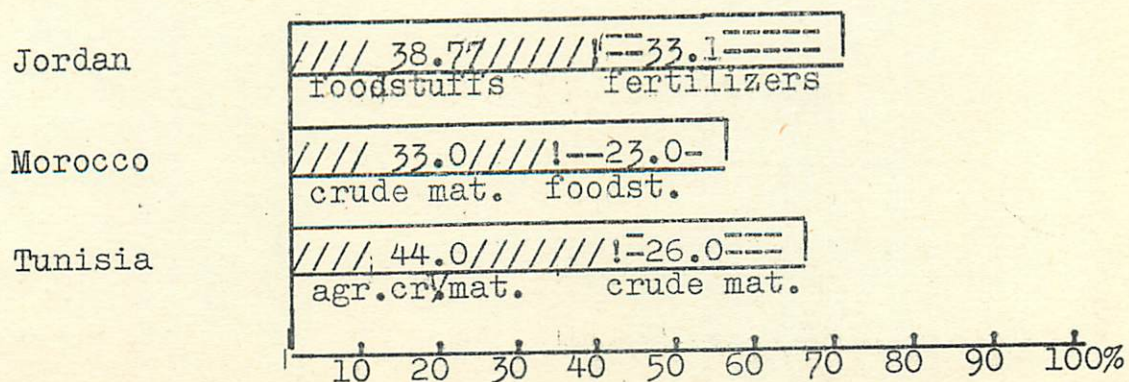 Jordan //// 38.77//////!==33.1======
foodstuffs fertilizers
Morocco //// 33.0////!--23.0-
crude mat. foodst.
Tunisia //// 44.0////////!-26.0===
agr.cr.mat. crude mat.
10 20 30 40 50 60 70 80 90 100%